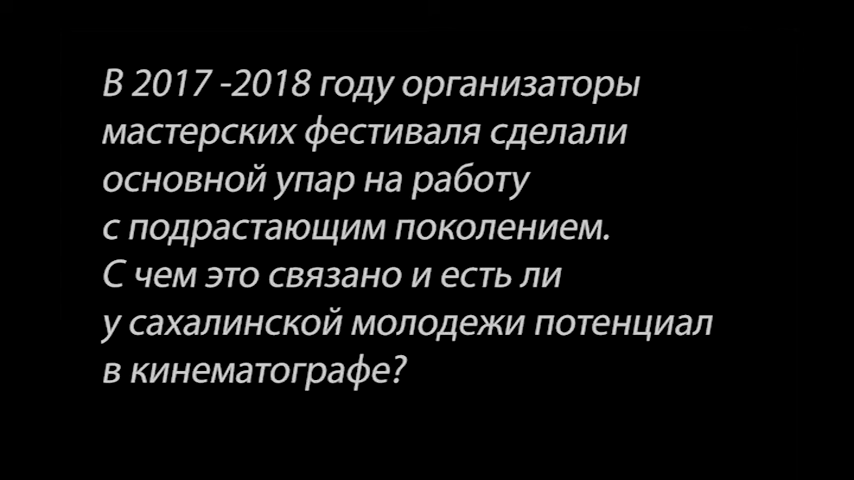 В 2017 -2018 году организаторы
мастерских фестиваля сделали
основной упар на работу
с подрастающим поколением.
С чем это связано и есть ли
у сахалинской молодежи потенциал
в кинематографе?